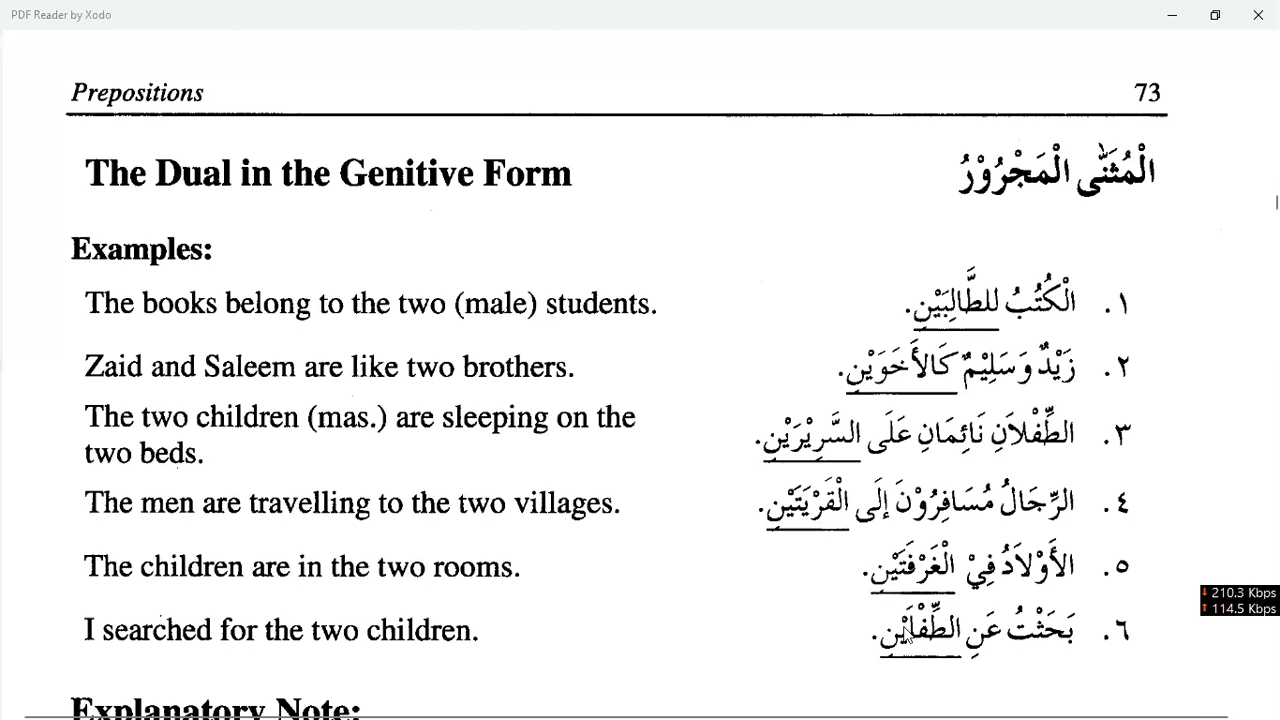 PDF Reader by Xodo
Prepositions 73
The Dual in the Genitive Form الْمُثَنَّى الْمَجْرُوْرُ
Examples:
The books belong to the two (male) students. ١. الْكُتُبُ للطَّالِبَيْنِ.
Zaid and Saleem are like two brothers. ٢. زَيْدٌ وَسَلِيْمٌ كَالأَخَوَيْنِ.
The two children (mas.) are sleeping on the
two beds. ٣. الطِّفْلاَنِ نَائِمَانِ عَلَى السَّرِيْرَيْنِ.
The men are travelling to the two villages. ٤. الرِّجَالُ مُسَافِرُوْنَ إِلَى الْقَرْيَتَيْنِ.
The children are in the two rooms. ٥. الأَوْلاَدُ فِيْ الْغَرْفَتَيْنِ.
I searched for the two children. ٦. بَحَثْتُ عَنِ الطِّفْلَيْنِ.
↓ 210.3 Kbps
↑ 114.5 Kbps
Explanatory Note: